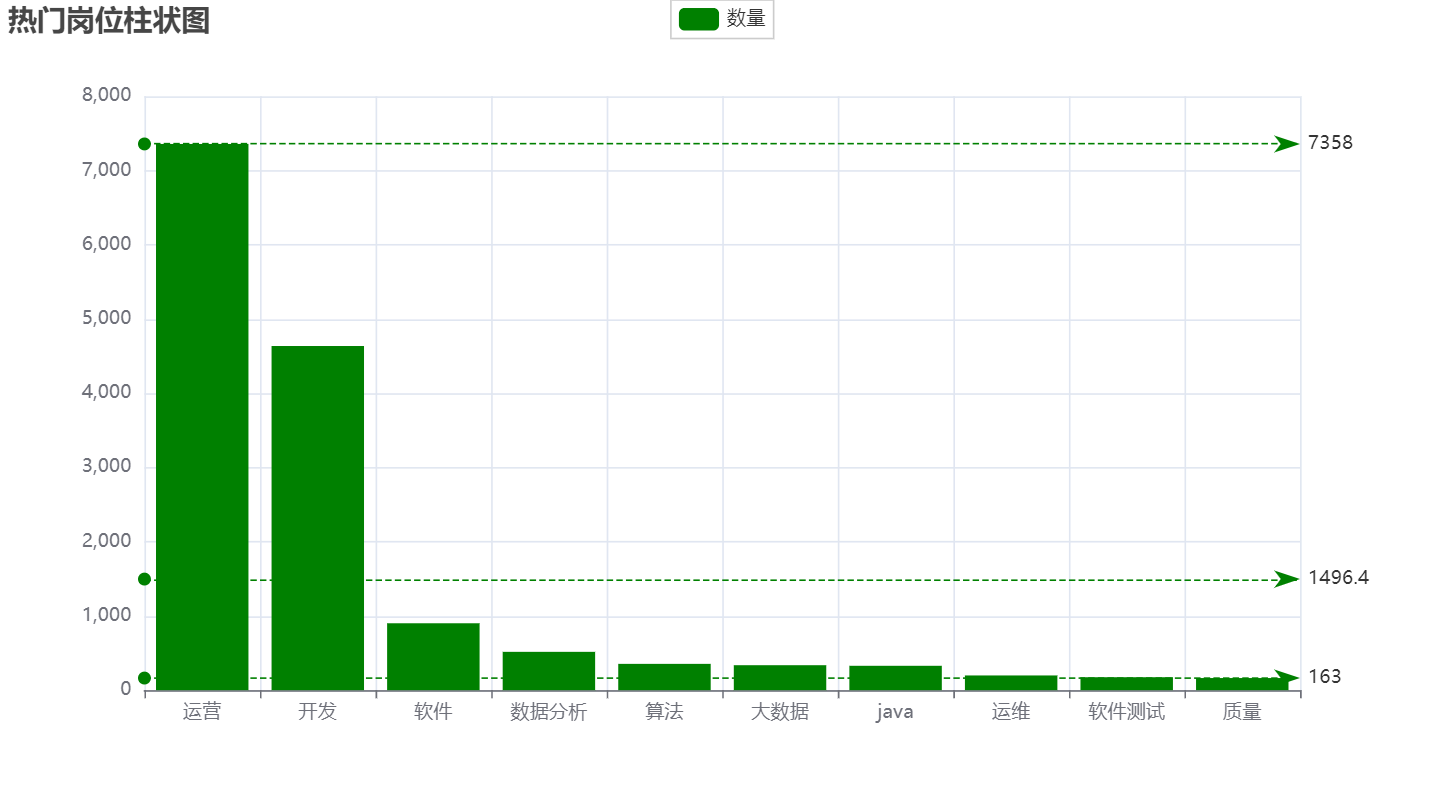 热门岗位柱状图
数量
8,000
7,000
6,000
5,000
4,000
3,000
2,000
1,000
0
7358
1496.4
163
运营
开发
软件
数据分析
算法
大数据
java
运维
软件测试
质量